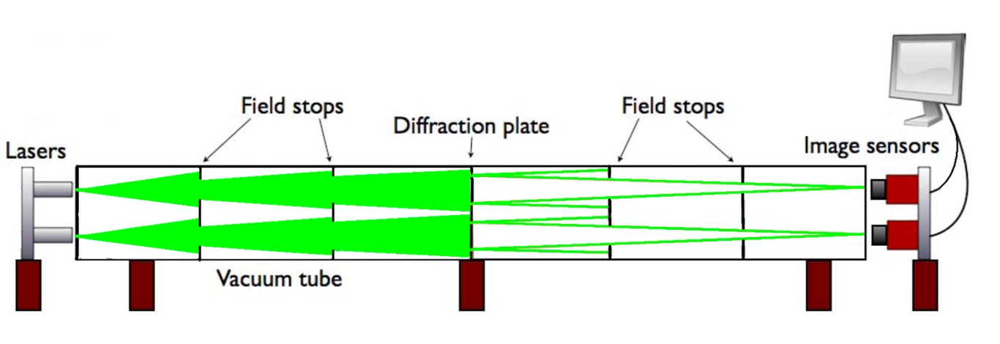 Field stops
Field stops
Diffraction plate
Image sensors
Lasers
Vacuum tube